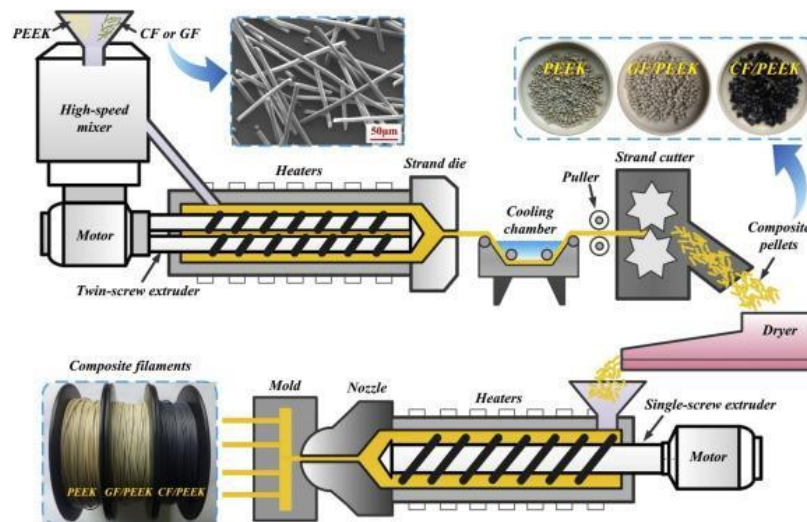 PEEK
CF or GF
High-speed
mixer
50μm
PEEK
GF/PEEK
CF/PEEK
Heaters
Strand die
Strand cutter
Puller
Cooling
chamber
Motor
Composite
pellets
Twin-screw extruder
Dryer
Composite filaments
Mold
Nozzle
Heaters
Single-screw extruder
Motor
PEEK
GF/PEEK
CF/PEEK